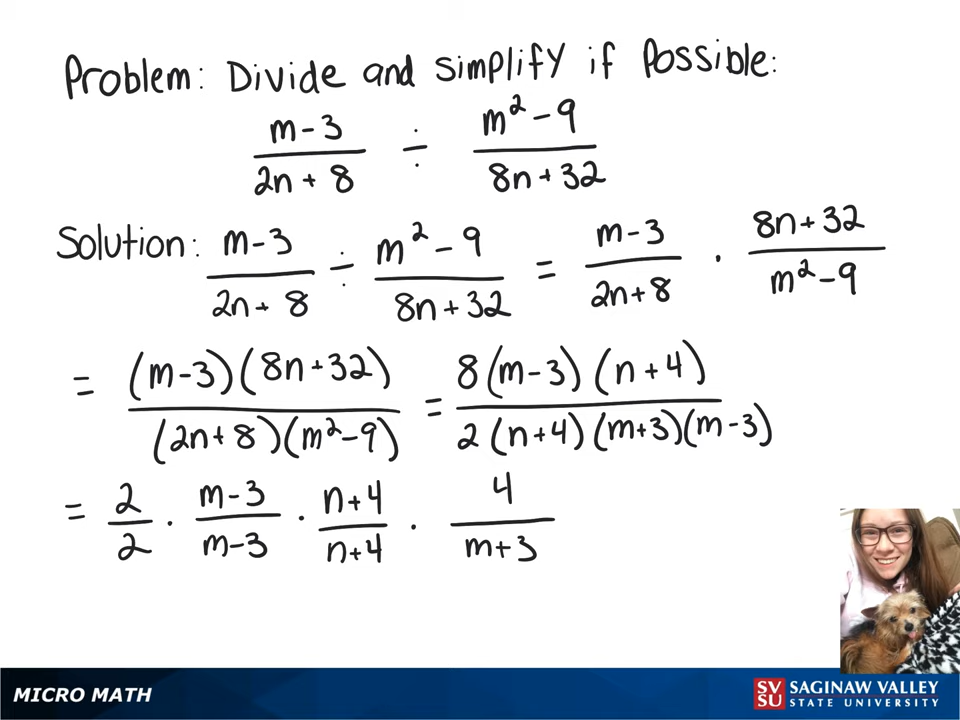 Problem: Divide and simplify if Possible:
m-3/2n+8 ÷ m²-9/8n+32
Solution: m-3/2n+8 ÷ m²-9/8n+32 = m-3/2n+8 · 8n+32/m²-9
= (m-3)(8n+32)/(2n+8)(m²-9) = 8(m-3)(n+4)/2(n+4)(m+3)(m-3)
= 2/2 · m-3/m-3 · n+4/n+4 · 4/m+3
MICRO MATH
SVSU SAGINAW VALLEY
STATE UNIVERSITY